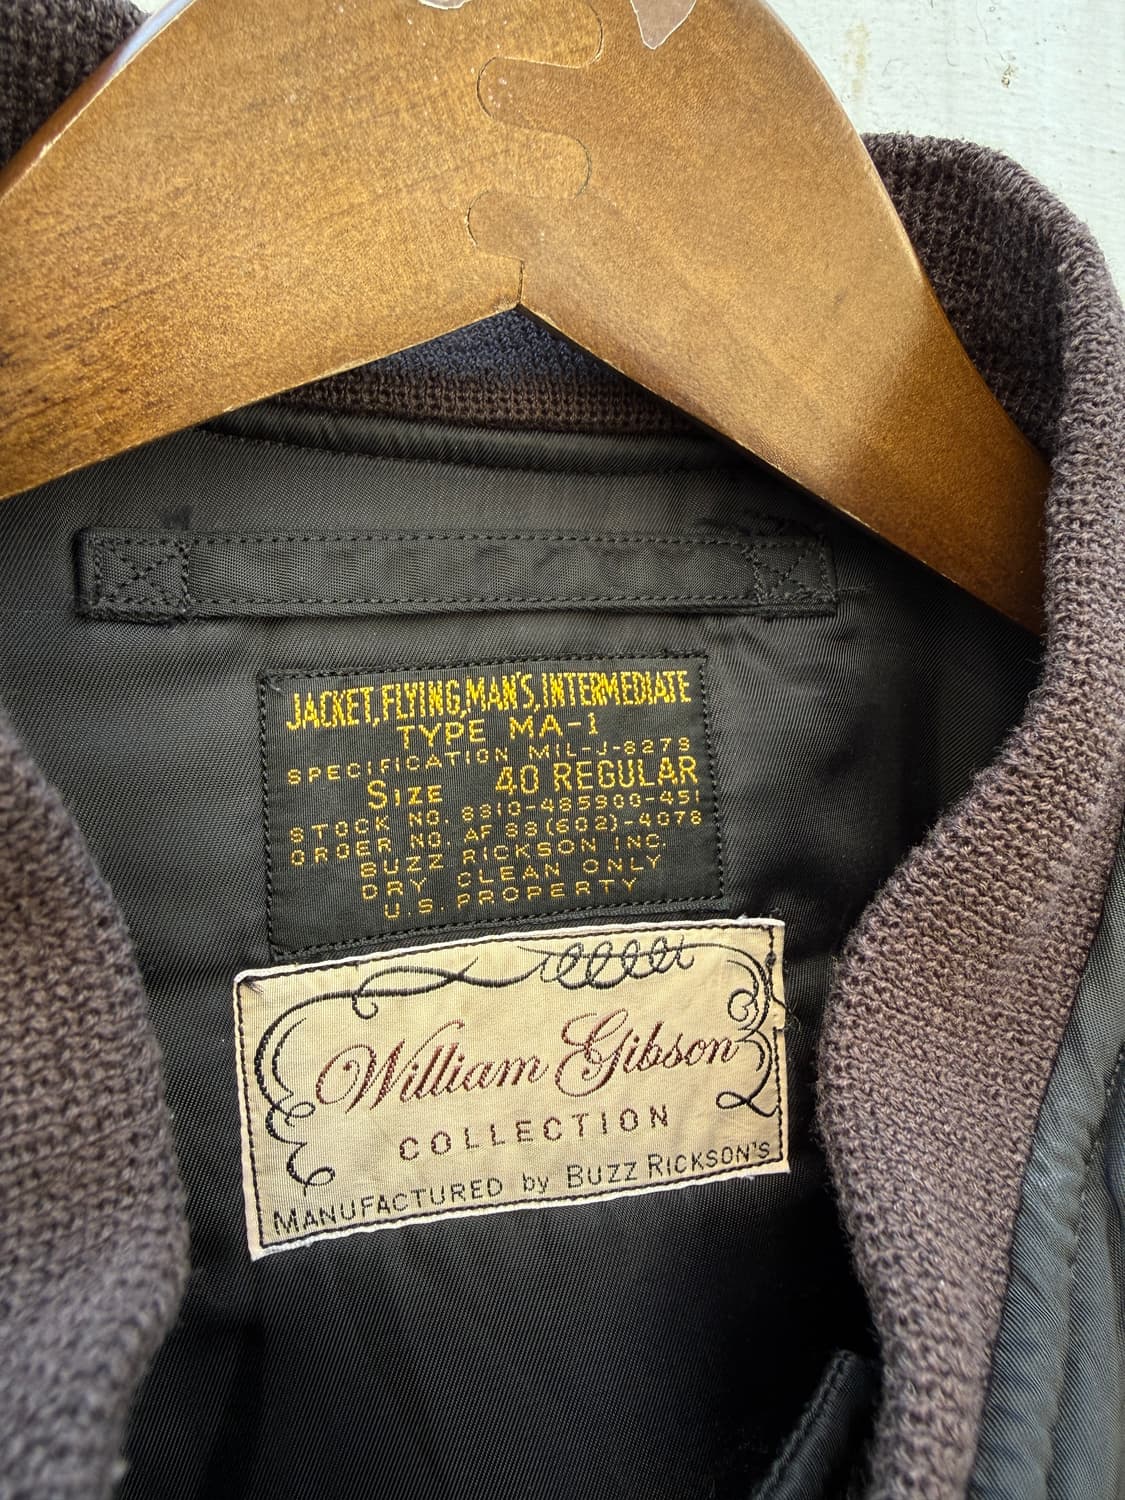 JACKET, FLYING, MAN'S, INTERMEDIATE
TYPE MA-1
SPECIFICATION MIL-J-8279
SIZE 40 REGULAR
STOCK NO. 8310-485900-451
ORDER NO. AF 33(602)-4078
BUZZ RICKSON INC.
DRY CLEAN ONLY
U.S. PROPERTY
William Gibson
COLLECTION
MANUFACTURED by BUZZ RICKSON'S